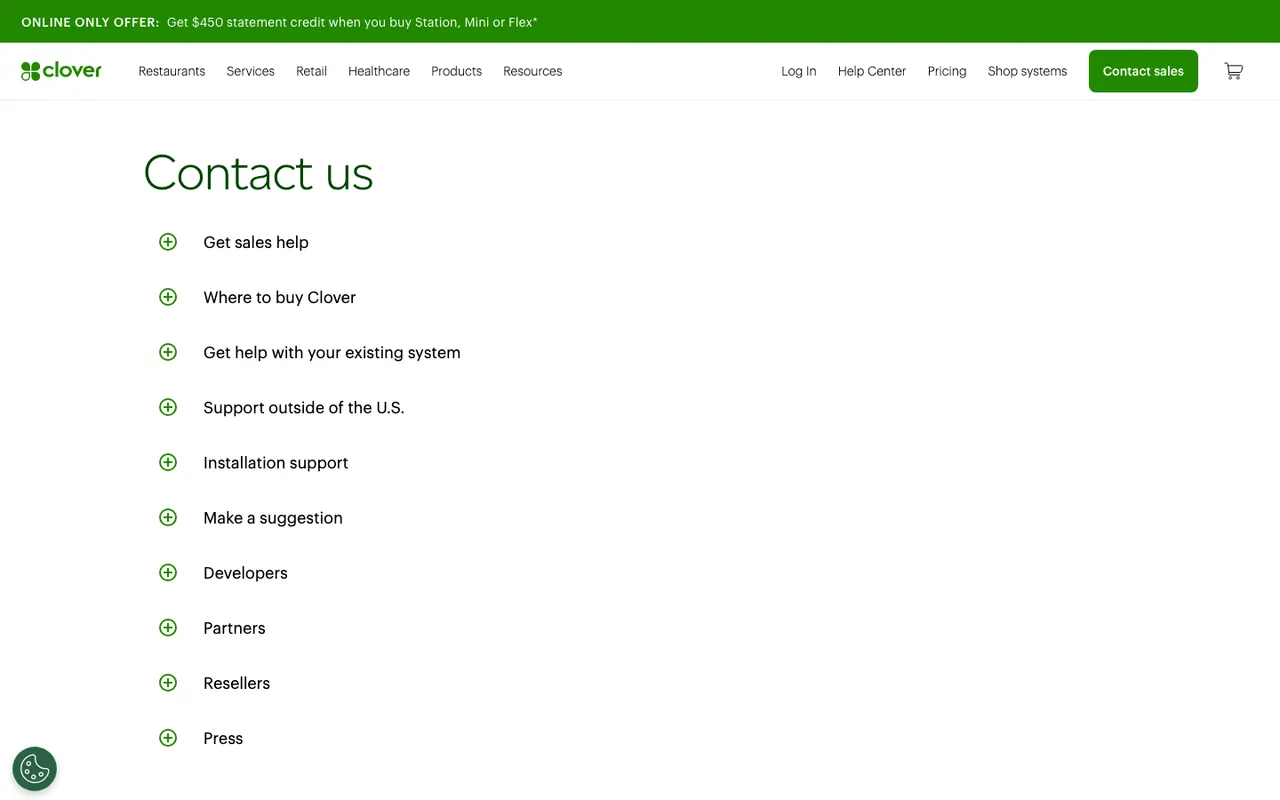 ONLINE ONLY OFFER: Get $450 statement credit when you buy Station, Mini or Flex*
clover Restaurants Services Retail Healthcare Products Resources Log In Help Center Pricing Shop systems Contact sales
Contact us
Get sales help
Where to buy Clover
Get help with your existing system
Support outside of the U.S.
Installation support
Make a suggestion
Developers
Partners
Resellers
Press